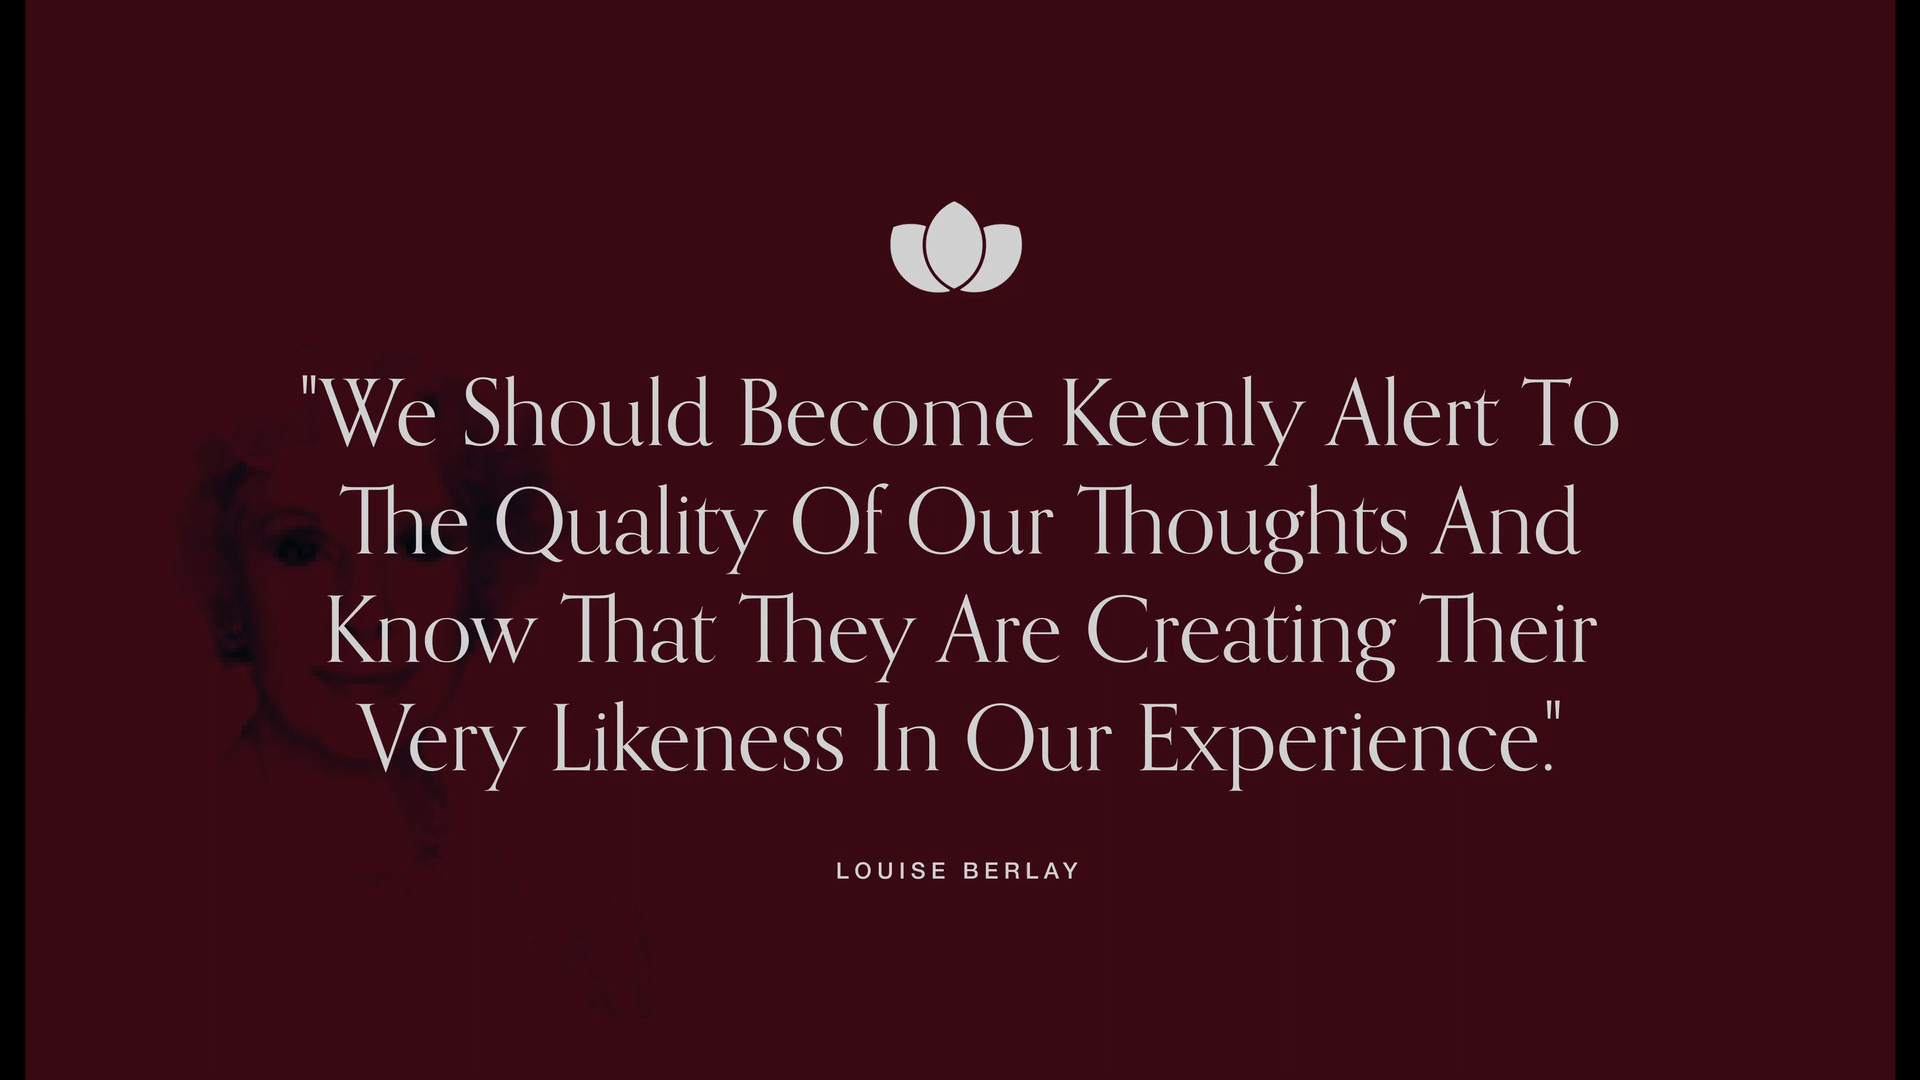 "We Should Become Keenly Alert To
The Quality Of Our Thoughts And
Know That They Are Creating Their
Very Likeness In Our Experience."
LOUISE BERLAY